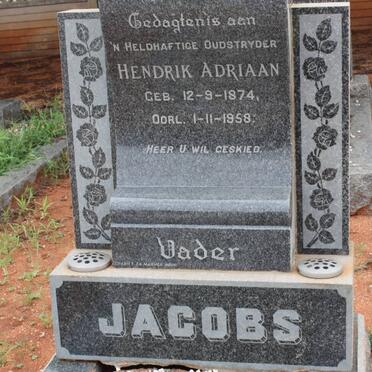 Gedagtenis aan
'n Heldhaftige Oudstryder
Hendrik Adriaan
Geb. 12-9-1874,
Oorl. 1-11-1958.
Heer U wil geskied.
Vader
JACOBS